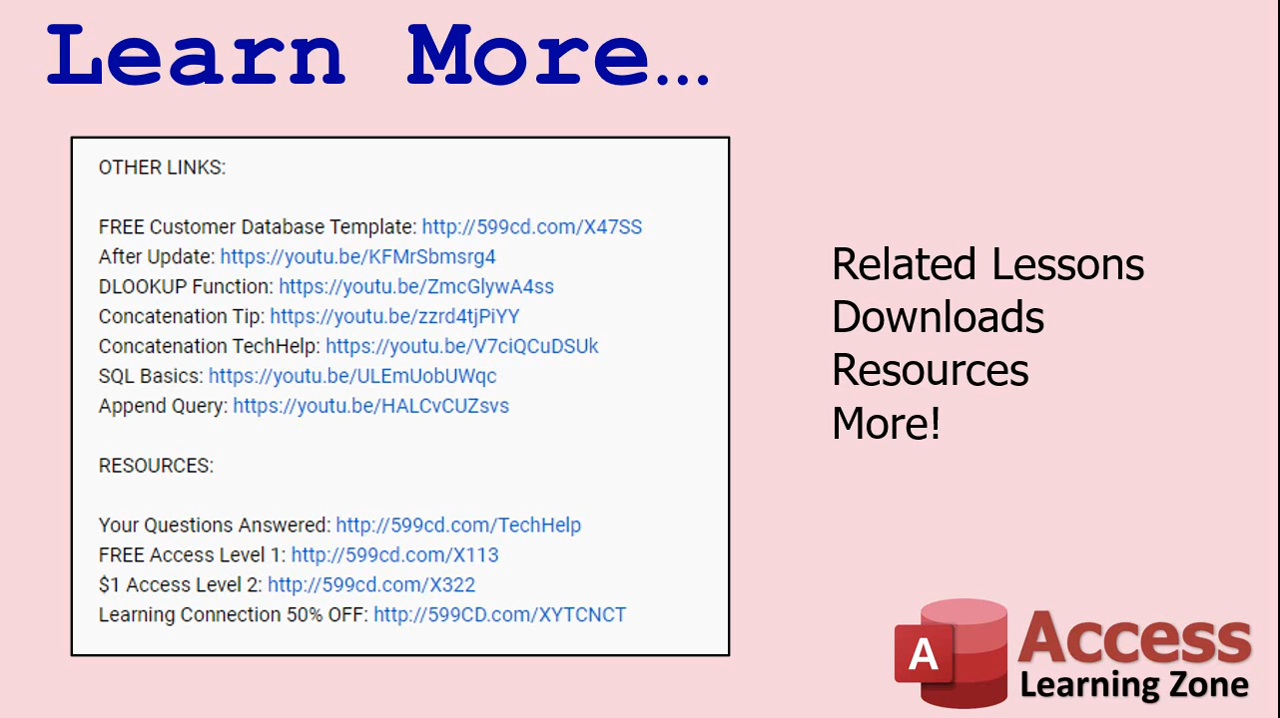 Learn More...
OTHER LINKS:
FREE Customer Database Template: http://599cd.com/X47SS
After Update: https://youtu.be/KFMrSbmsrg4
DLOOKUP Function: https://youtu.be/ZmcGlywA4ss
Concatenation Tip: https://youtu.be/zzrd4tjPiYY
Concatenation TechHelp: https://youtu.be/V7ciQCuDSUk
SQL Basics: https://youtu.be/ULEmUobUWqc
Append Query: https://youtu.be/HALCvCUZsvs
RESOURCES:
Your Questions Answered: http://599cd.com/TechHelp
FREE Access Level 1: http://599cd.com/X113
$1 Access Level 2: http://599cd.com/X322
Learning Connection 50% OFF: http://599CD.com/XYTCNCT
Related Lessons
Downloads
Resources
More!
A
Access
Learning Zone